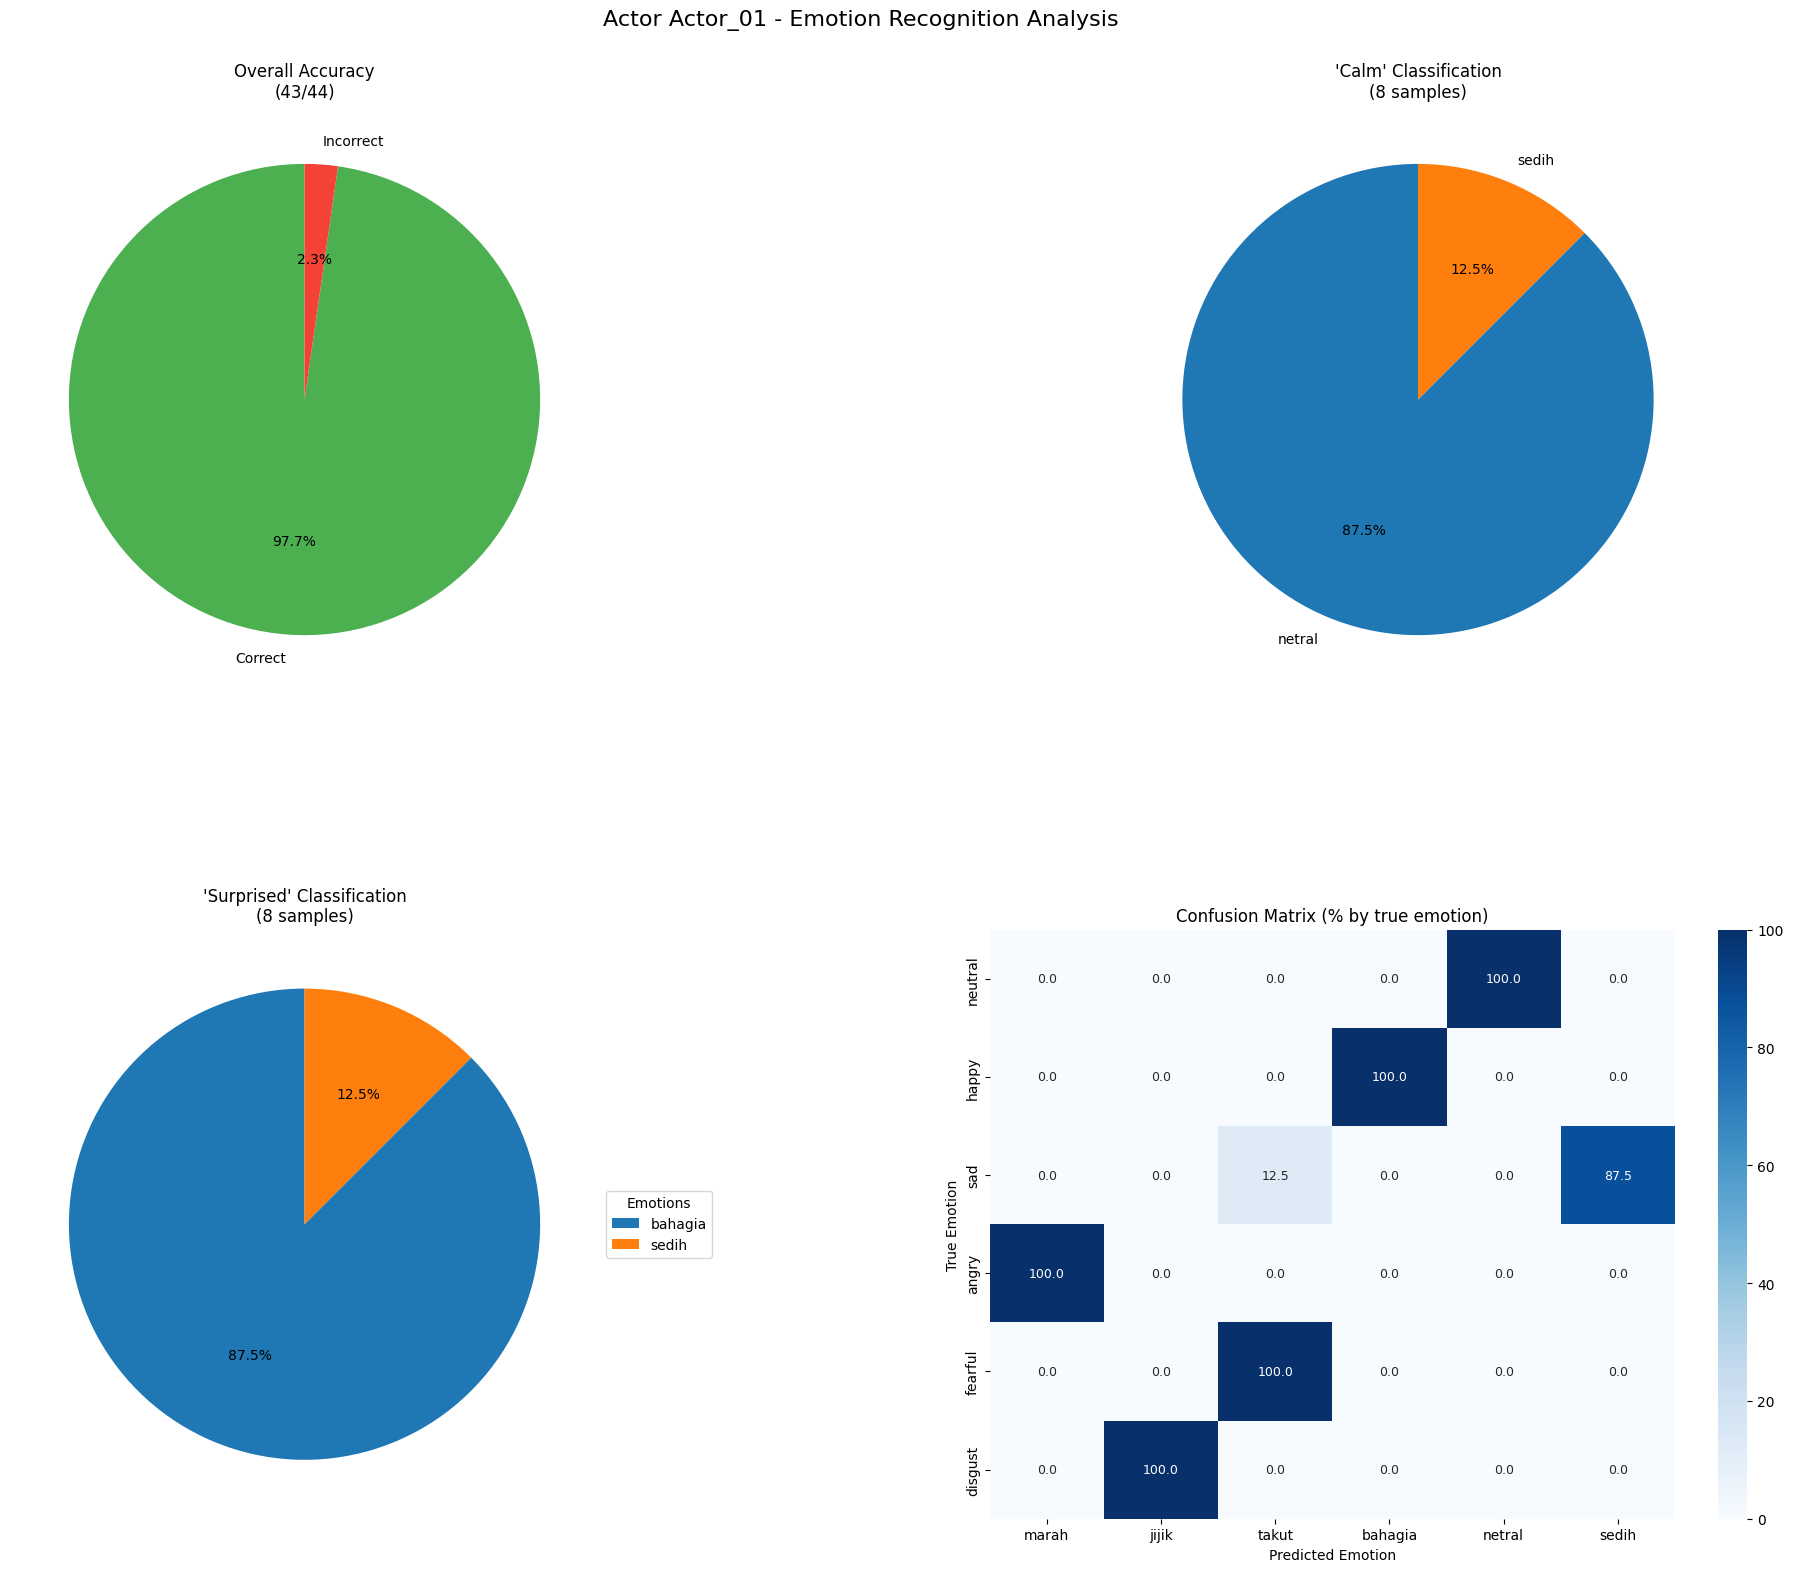 Actor Actor_01 - Emotion Recognition Analysis
Overall Accuracy
(43/44)
Incorrect
2.3%
97.7%
Correct
'Calm' Classification
(8 samples)
sedih
12.5%
87.5%
netral
'Surprised' Classification
(8 samples)
12.5%
87.5%
Emotions
bahagia
sedih
Confusion Matrix (% by true emotion)
True Emotion
neutral 0.0 0.0 0.0 0.0 100.0 0.0
happy 0.0 0.0 0.0 100.0 0.0 0.0
sad 0.0 0.0 12.5 0.0 0.0 87.5
angry 100.0 0.0 0.0 0.0 0.0 0.0
fearful 0.0 0.0 100.0 0.0 0.0 0.0
disgust 0.0 100.0 0.0 0.0 0.0 0.0
marah jijik takut bahagia netral sedih
Predicted Emotion
100
80
60
40
20
0